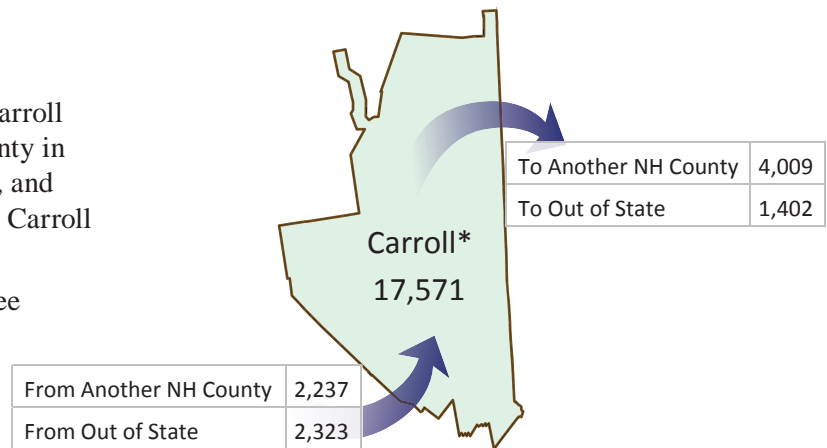 arroll
nty in
, and
Carroll
ee
To Another NH County 4,009
To Out of State 1,402
Carroll*
17,571
From Another NH County 2,237
From Out of State 2,323